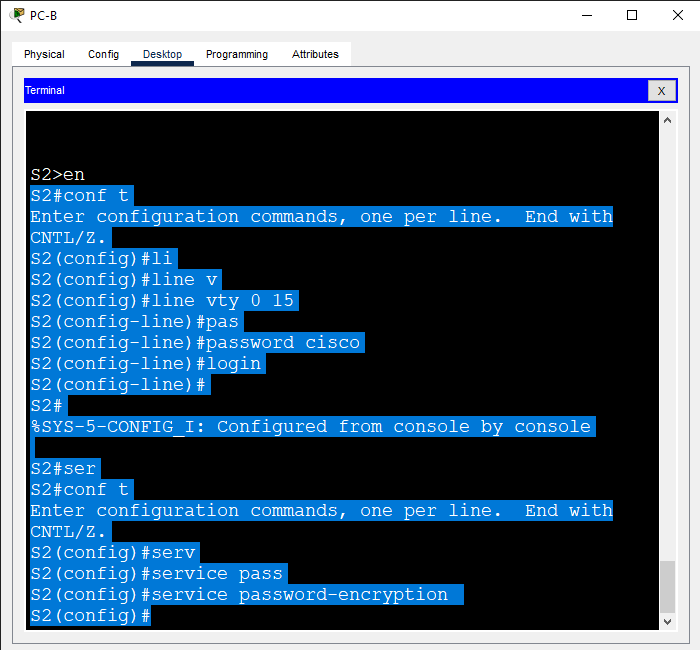 PC-B
Physical Config Desktop Programming Attributes
Terminal X
S2>en
S2#conf t
Enter configuration commands, one per line.  End with
CNTL/Z.
S2(config)#li
S2(config)#line v
S2(config)#line vty 0 15
S2(config-line)#pas
S2(config-line)#password cisco
S2(config-line)#login
S2(config-line)#
S2#
%SYS-5-CONFIG_I: Configured from console by console
S2#ser
S2#conf t
Enter configuration commands, one per line.  End with
CNTL/Z.
S2(config)#serv
S2(config)#service pass
S2(config)#service password-encryption
S2(config)#